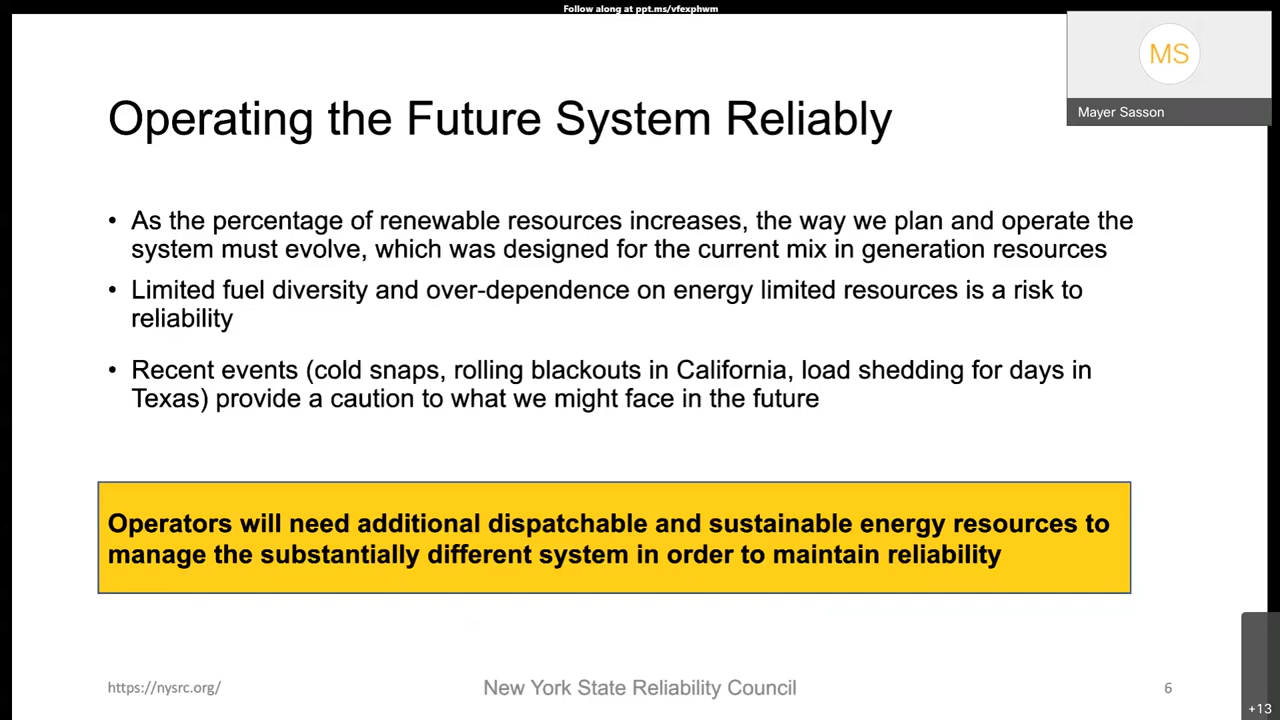 Follow along at ppt.ms/vfexphwm
MS
Mayer Sasson
Operating the Future System Reliably
• As the percentage of renewable resources increases, the way we plan and operate the
system must evolve, which was designed for the current mix in generation resources
• Limited fuel diversity and over-dependence on energy limited resources is a risk to
reliability
• Recent events (cold snaps, rolling blackouts in California, load shedding for days in
Texas) provide a caution to what we might face in the future
Operators will need additional dispatchable and sustainable energy resources to
manage the substantially different system in order to maintain reliability
https://nysrc.org/
New York State Reliability Council
6
+13